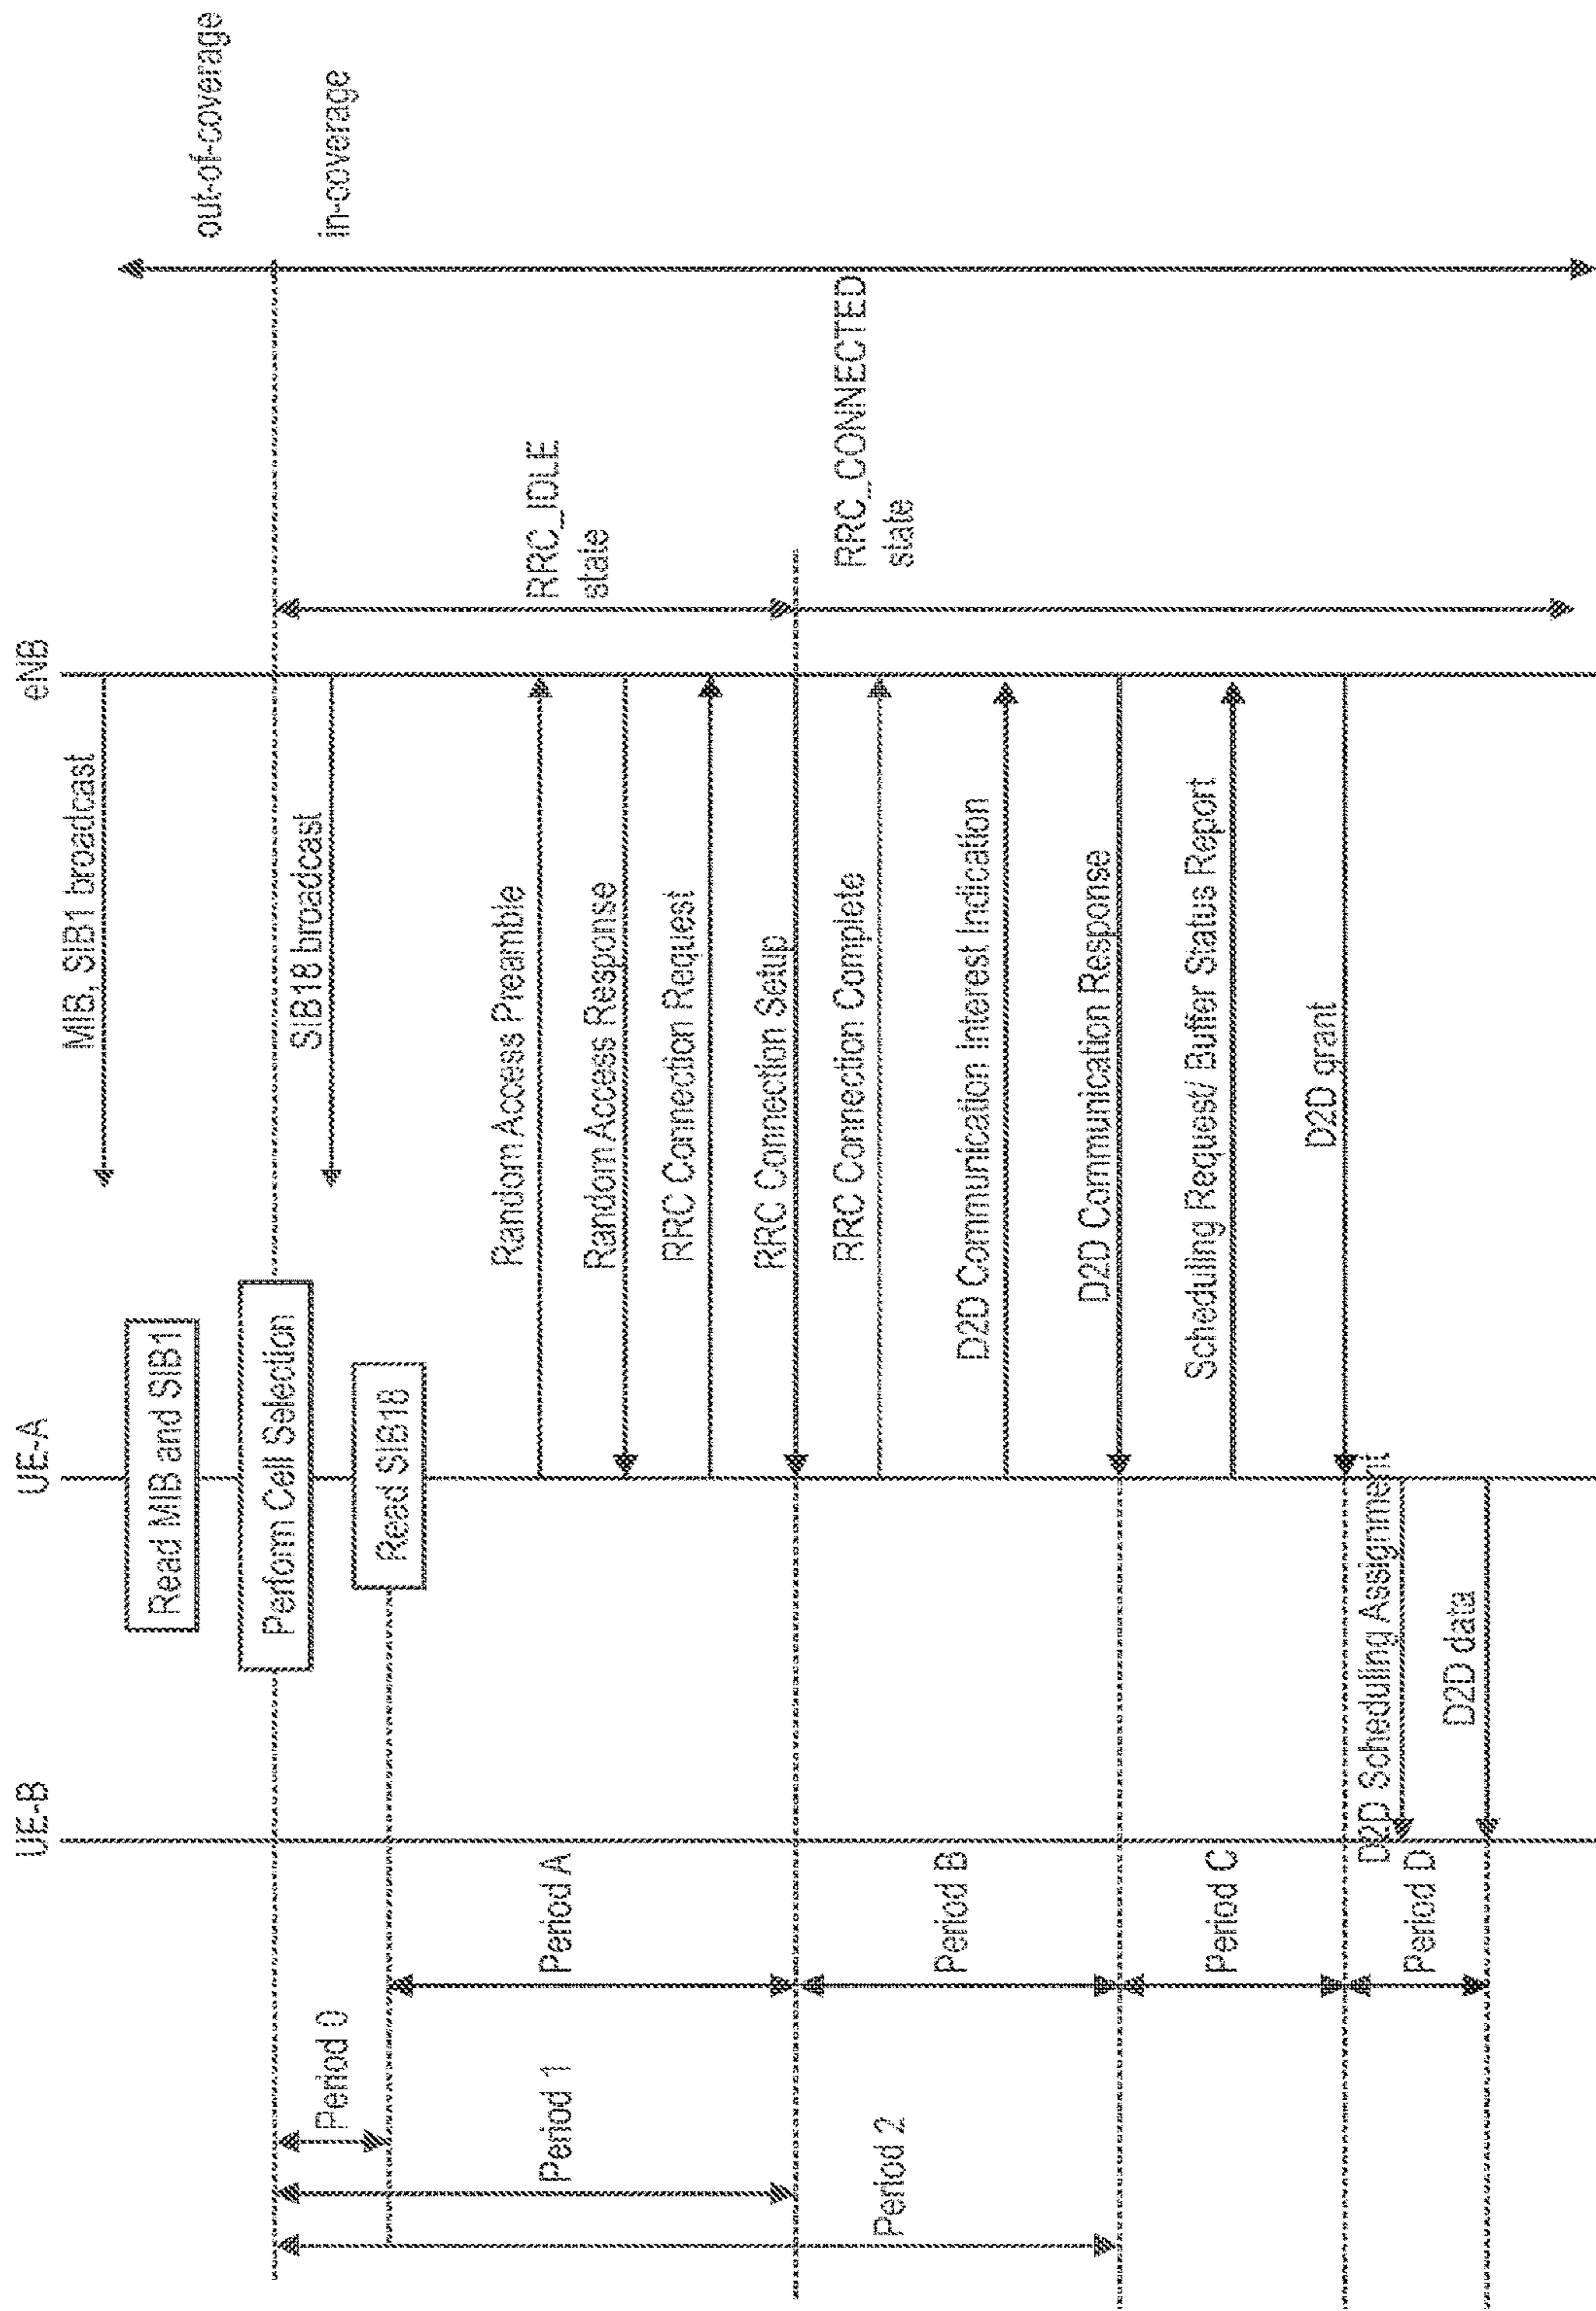 UE-B
UE-A
eNB
MIB, SIB1 broadcast
Read MIB and SIB1
out-of-coverage
Perform Cell Selection
in-coverage
SIB18 broadcast
Period 0
Read SIB18
Random Access Preamble
RRC_IDLE
state
Period 1
Period A
Random Access Response
RRC Connection Request
RRC Connection Setup
RRC Connection Complete
RRC_CONNECTED
state
Period 2
Period B
D2D Communication Interest Indication
D2D Communication Response
Period C
Scheduling Request/ Buffer Status Report
D2D grant
D2D Scheduling Assignment
Period D
D2D data